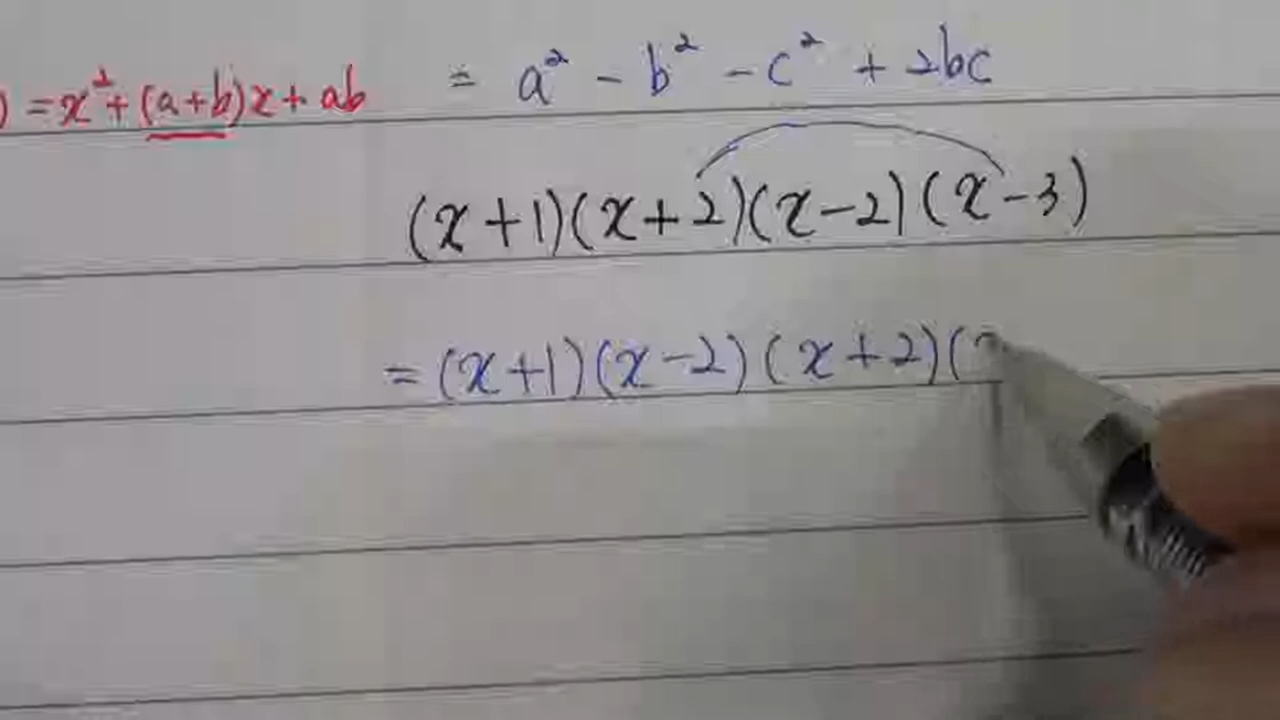 ) = x² + (a+b)x + ab
= a² - b² - c² + 2bc
(x+1)(x+2)(x-2)(x-3)
= (x+1)(x-2)(x+2)(